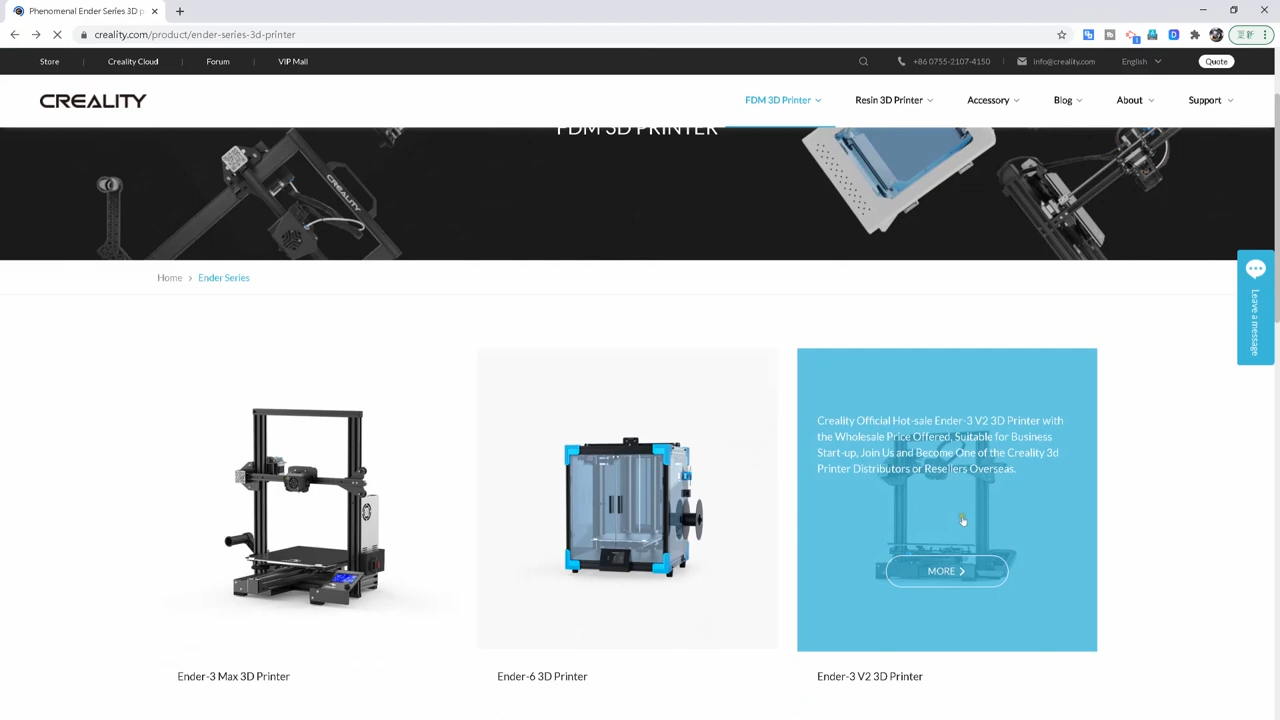 Phenomenal Ender Series 3D p
creality.com/product/ender-series-3d-printer
更新
Store
Creality Cloud
Forum
VIP Mall
+86 0755-2107-4150
info@creality.com
English
Quote
CREALITY
FDM 3D Printer
Resin 3D Printer
Accessory
Blog
About
Support
FDM 3D PRINTER
CREALITY
Home > Ender Series
Leave a message
Creality Official Hot-sale Ender-3 V2 3D Printer with
the Wholesale Price Offered, Suitable for Business
Start-up, Join Us and Become One of the Creality 3d
Printer Distributors or Resellers Overseas.
MORE >
Ender-3 Max 3D Printer
Ender-6 3D Printer
Ender-3 V2 3D Printer